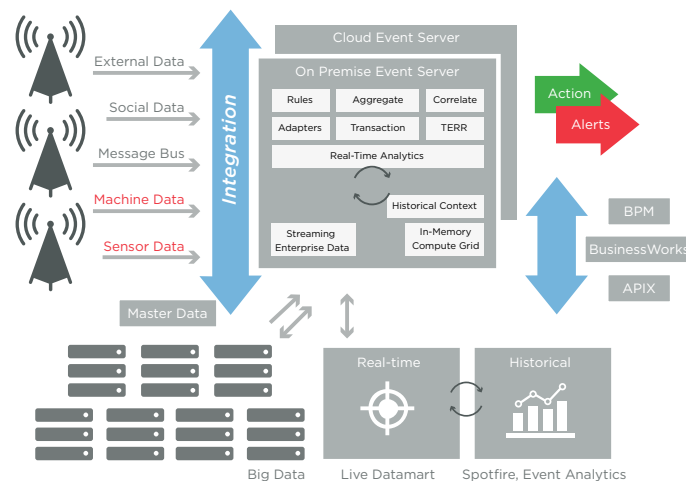 Cloud Event Server
On Premise Event Server
External Data
Social Data
Message Bus
Machine Data
Sensor Data
Integration
Rules
Aggregate
Correlate
Adapters
Transaction
TERR
Real-Time Analytics
Historical Context
Streaming
Enterprise Data
In-Memory
Compute Grid
Action
Alerts
BPM
BusinessWorks
APIX
Master Data
Real-time
Historical
Big Data
Live Datamart
Spotfire, Event Analytics